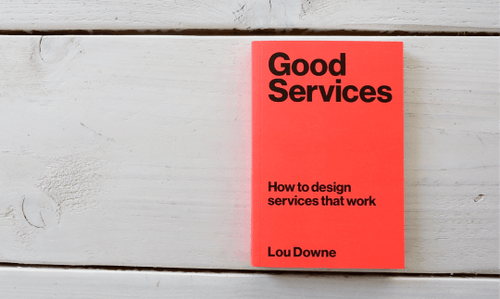 Good
Services
How to design
services that work
Lou Downe